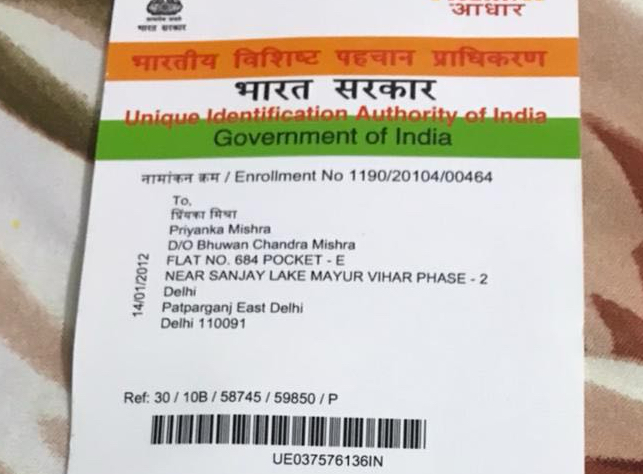 आधार
भारत सरकार
भारतीय विशिष्ट पहचान प्राधिकरण
भारत सरकार
Unique Identification Authority of India
Government of India
नामांकन क्रम / Enrollment No 1190/20104/00464
To,
प्रिंयका मिश्रा
Priyanka Mishra
D/O Bhuwan Chandra Mishra
FLAT NO. 684 POCKET - E
NEAR SANJAY LAKE MAYUR VIHAR PHASE - 2
Delhi
Patparganj East Delhi
Delhi 110091
14/01/2012
Ref: 30 / 10B / 58745 / 59850 / P
UE037576136IN